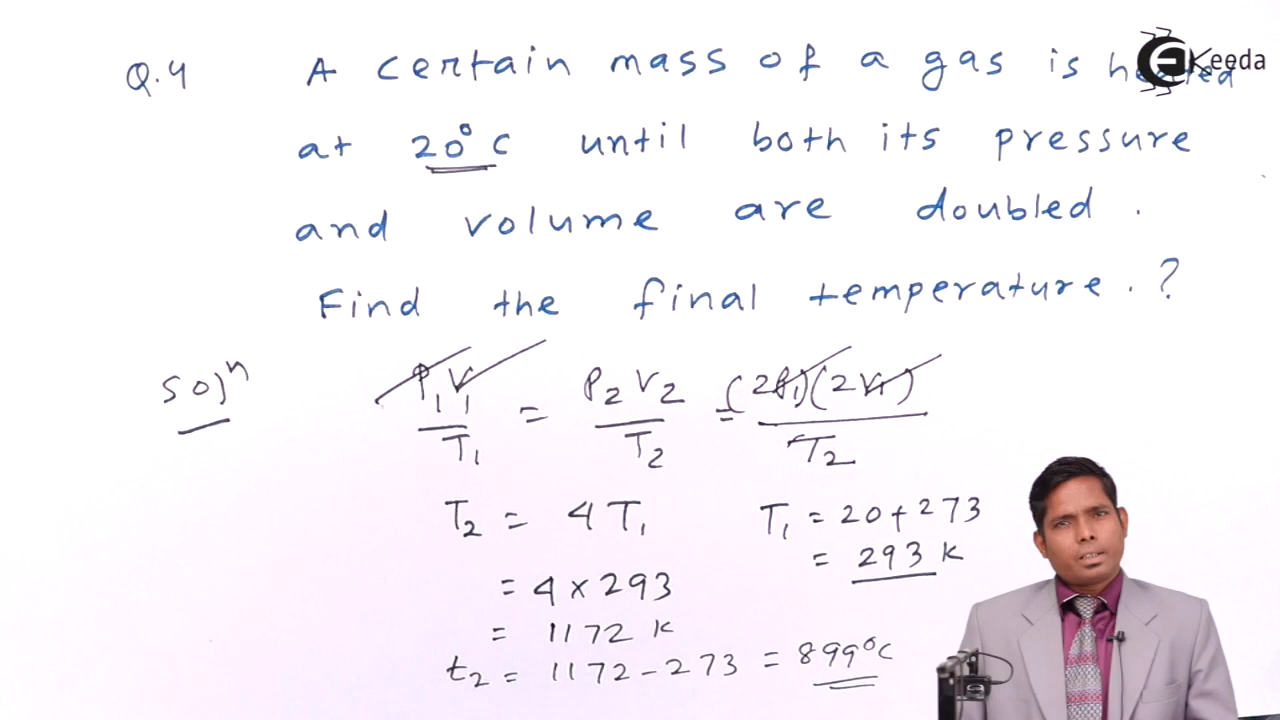 Q.4 A certain mass of a gas is heated
Keeda
at 20°C until both its pressure
and volume are doubled.
Find the final temperature.?
Solⁿ P₁V₁/T₁ = P₂V₂/T₂ = (2P₁)(2V₁)/T₂
T₂ = 4T₁ T₁ = 20+273
= 293 K
= 4×293
= 1172 K
t₂ = 1172-273 = 899°C